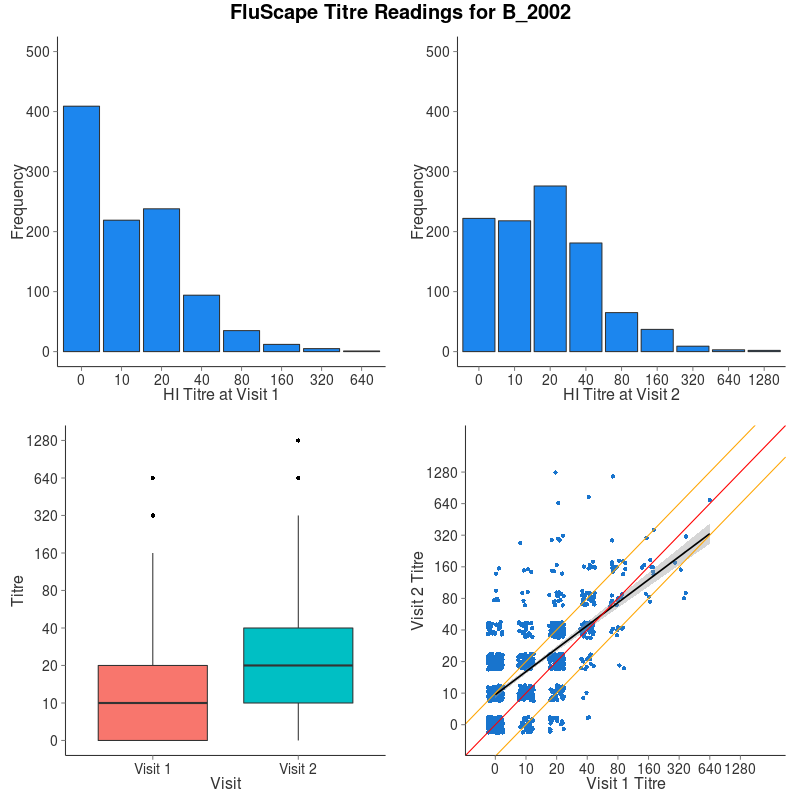 FluScape Titre Readings for B_2002
500
400
300
200
100
0
Frequency
0 10 20 40 80 160 320 640
HI Titre at Visit 1
500
400
300
200
100
0
Frequency
0 10 20 40 80 160 320 640 1280
HI Titre at Visit 2
1280
640
320
160
80
40
20
10
0
Titre
Visit 1 Visit 2
Visit
1280
640
320
160
80
40
20
10
0
Visit 2 Titre
0 10 20 40 80 160 320 640 1280
Visit 1 Titre